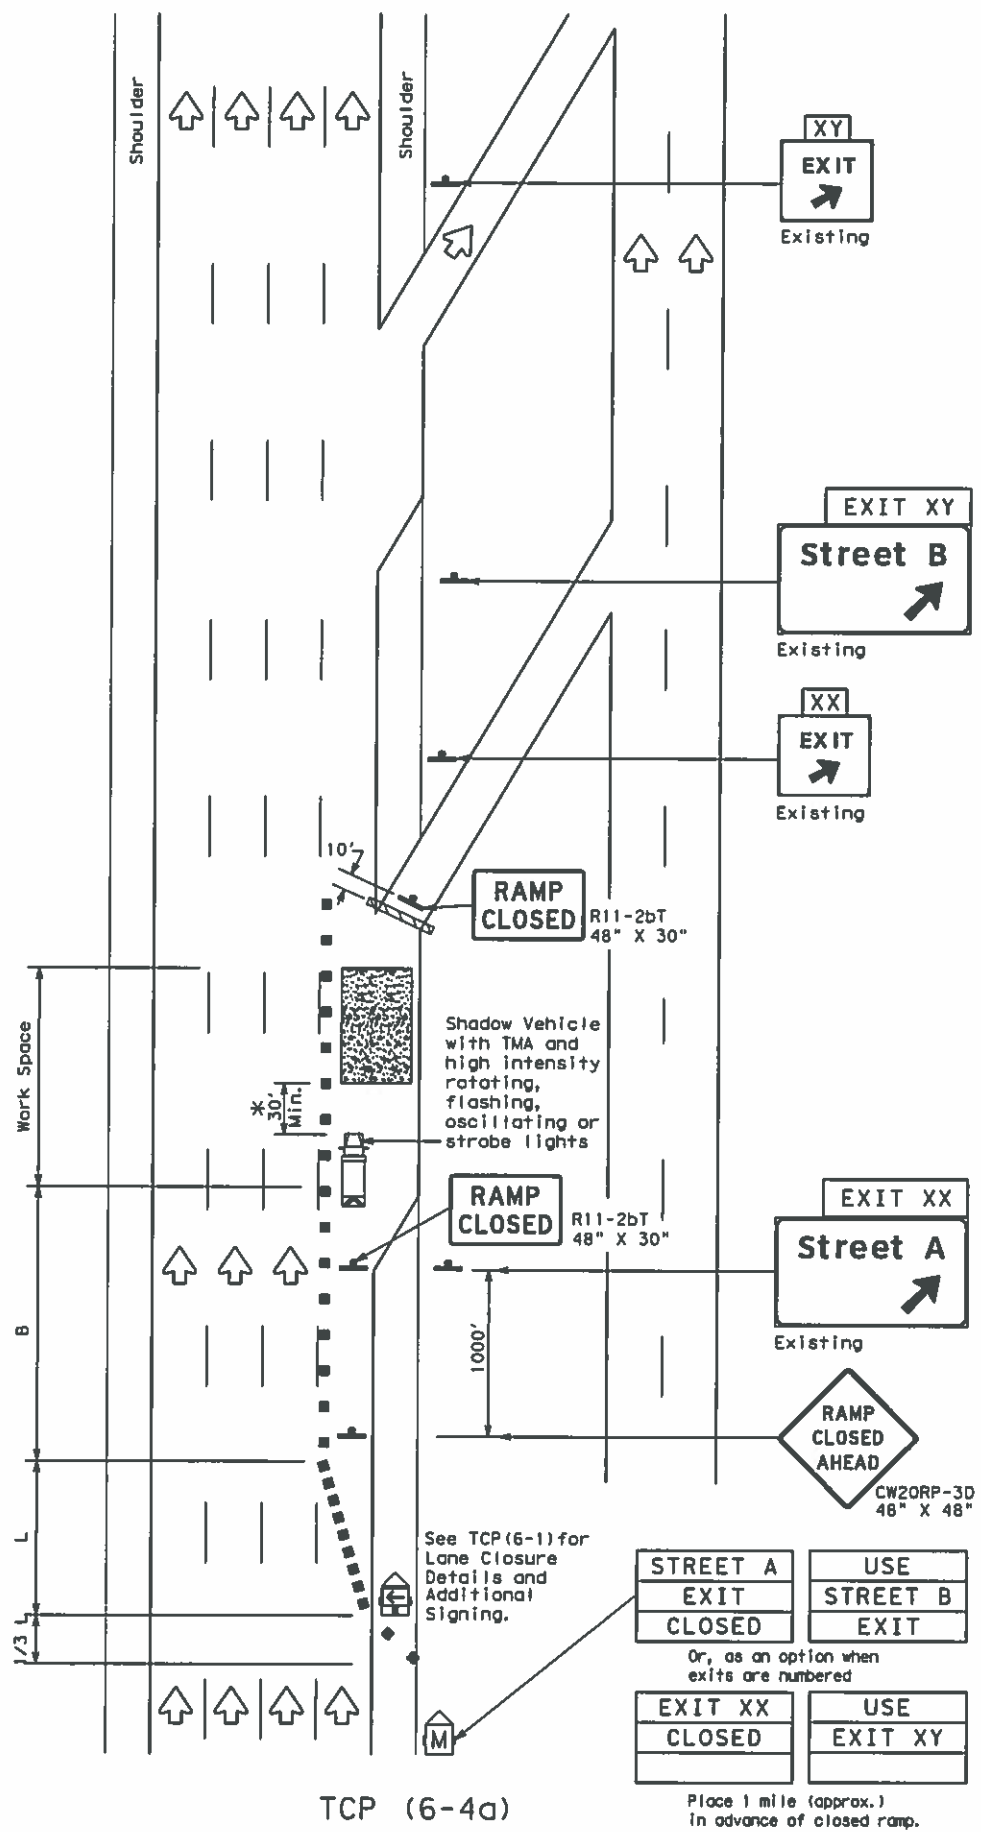 Shoulder
Shoulder
XY
EXIT
Existing
EXIT XY
Street B
Existing
XX
EXIT
Existing
10'
RAMP
CLOSED
R11-2bT
48" X 30"
Work Space
*
30'
Min.
Shadow Vehicle
with TMA and
high intensity
rotating,
flashing,
oscillating or
strobe lights
RAMP
CLOSED
R11-2bT
48" X 30"
EXIT XX
Street A
Existing
B
1000'
RAMP
CLOSED
AHEAD
CW20RP-3D
48" X 48"
L
See TCP(6-1)for
Lane Closure
Details and
Additional
Signing.
1/3 L
STREET A
EXIT
CLOSED
USE
STREET B
EXIT
Or, as an option when
exits are numbered
EXIT XX
CLOSED
USE
EXIT XY
M
Place 1 mile (approx.)
in advance of closed ramp.
TCP (6-4a)